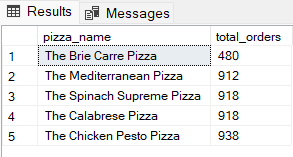 Results Messages
pizza_name total_orders
1 The Brie Carre Pizza 480
2 The Mediterranean Pizza 912
3 The Spinach Supreme Pizza 918
4 The Calabrese Pizza 918
5 The Chicken Pesto Pizza 938